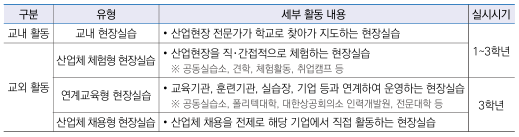 구분 유형 세부 활동 내용 실시시기
교내 활동 교내 현장실습 • 산업현장 전문가가 학교로 찾아가 지도하는 현장실습 1~3학년
교외 활동 산업체 체험형 현장실습 • 산업현장을 직·간접적으로 체험하는 현장실습
※ 공동실습소, 견학, 체험활동, 취업캠프 등
연계교육형 현장실습 • 교육기관, 훈련기관, 실습장, 기업 등과 연계하여 운영하는 현장실습 3학년
※ 공동실습소, 폴리텍대학, 대한상공회의소 인력개발원, 전문대학 등
산업체 채용형 현장실습 • 산업체 채용을 전제로 해당 기업에서 직접 활동하는 현장실습